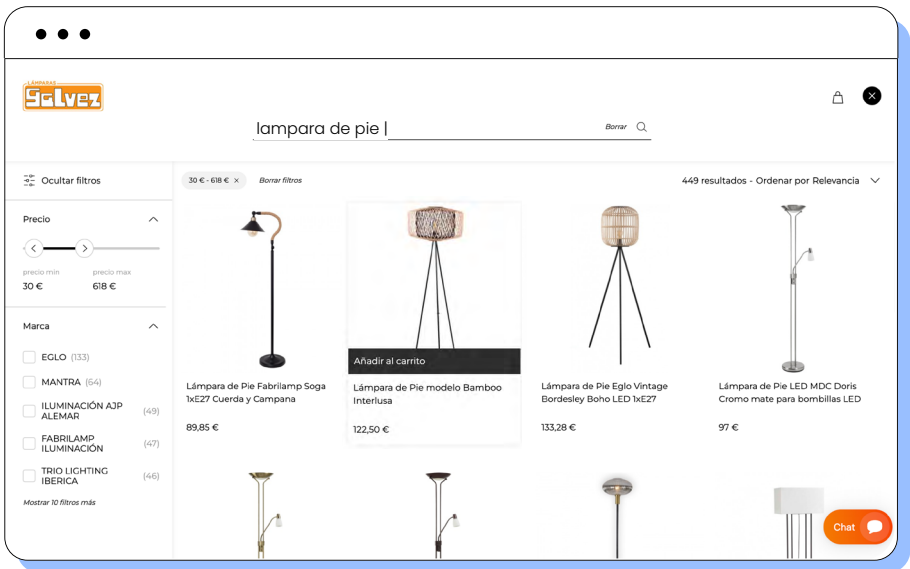 LÁMPARAS
Galvez
lampara de pie
Borrar
Ocultar filtros
30 € - 618 € ×
Borrar filtros
449 resultados - Ordenar por Relevancia
Precio
precio min
precio max
30 €
618 €
Marca
EGLO (133)
MANTRA (64)
ILUMINACIÓN AJP
ALEMAR
(49)
FABRILAMP
ILUMINACIÓN
(47)
TRIO LIGHTING
IBERICA
(46)
Mostrar 10 filtros más
Lámpara de Pie Fabrilamp Soga
1xE27 Cuerda y Campana
89,85 €
Añadir al carrito
Lámpara de Pie modelo Bamboo
Interlusa
122,50 €
Lámpara de Pie Eglo Vintage
Bordesley Boho LED 1xE27
133,28 €
Lámpara de Pie LED MDC Doris
Cromo mate para bombillas LED
97 €
Chat